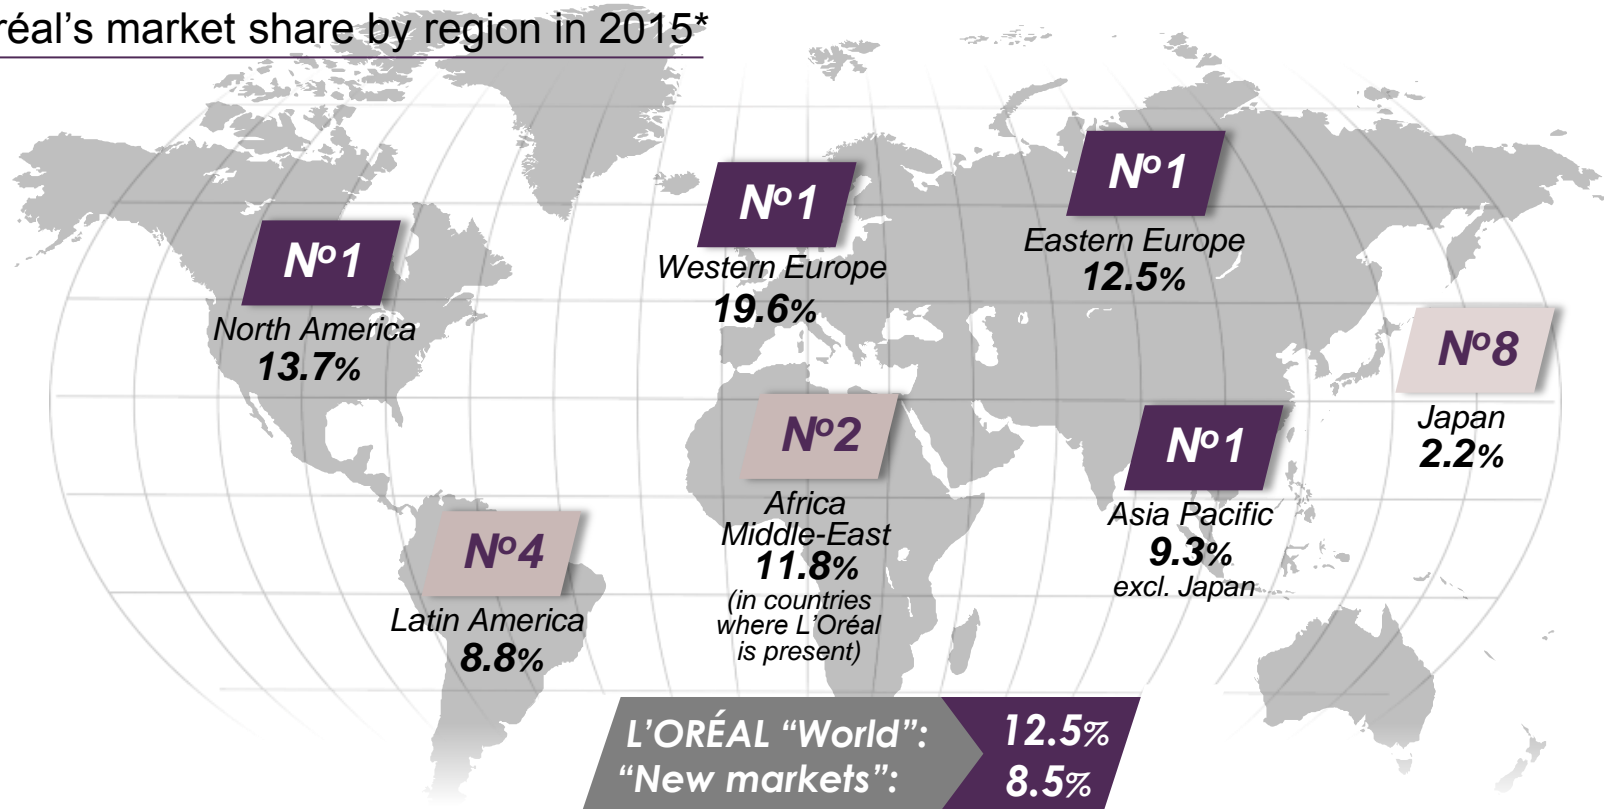 réal’s market share by region in 2015*
Nº1
North America
13.7%
Nº1
Western Europe
19.6%
Nº1
Eastern Europe
12.5%
Nº8
Japan
2.2%
Nº2
Africa
Middle-East
11.8%
(in countries
where L’Oréal
is present)
Nº1
Asia Pacific
9.3%
excl. Japan
Nº4
Latin America
8.8%
L’ORÉAL “World”: 12.5%
“New markets”: 8.5%